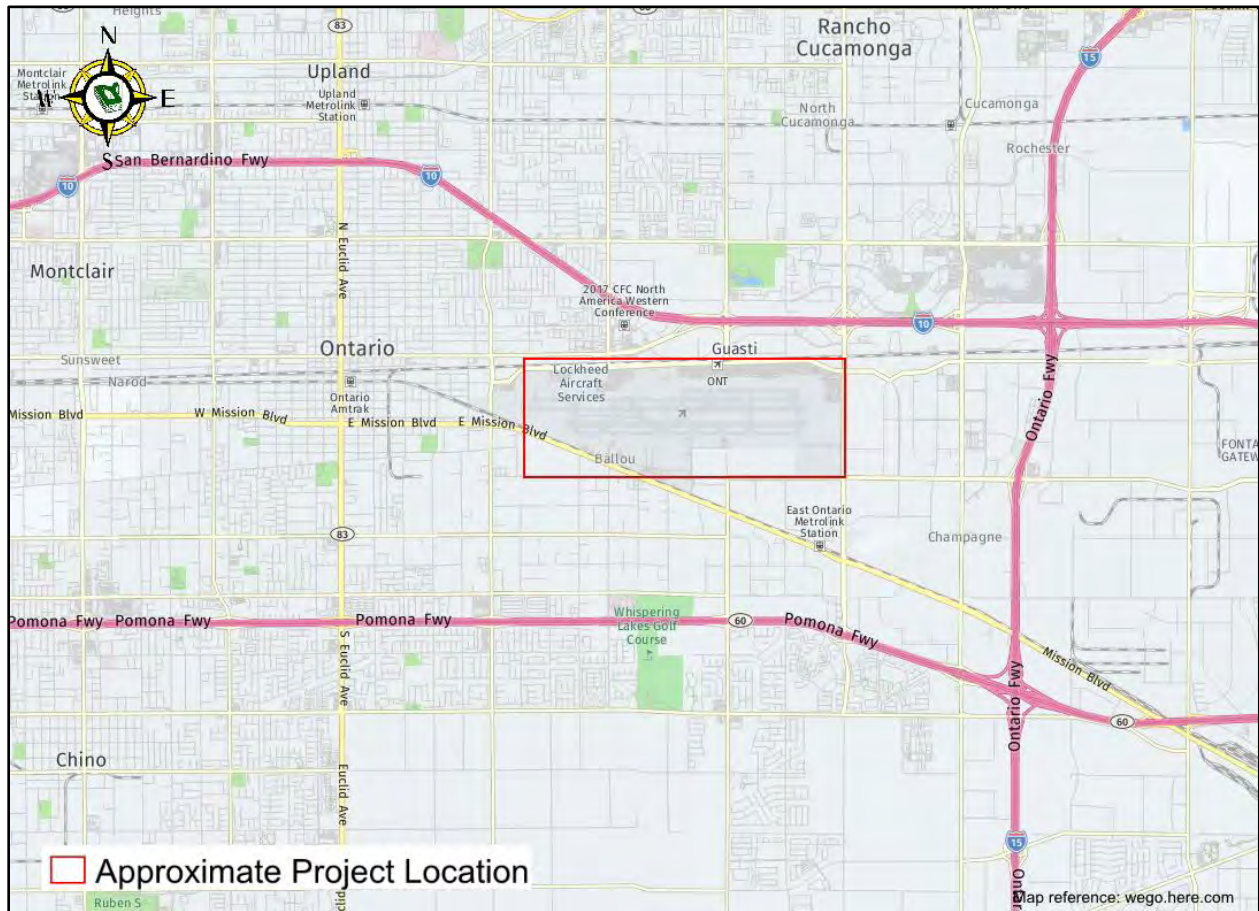 Heights
83
Rancho
Cucamonga
15
N
Montclair
Metrolink
W
E
S
Upland
Upland
Metrolink
Station
North
Cucamonga
Cucamonga
Rochester
San Bernardino Fwy
10
10
N Euclid Ave
Montclair
2017 CFC North
America Western
Conference
10
Sunsweet
Narod
Ontario
Ontario
Amtrak
Guasti
Lockheed
Aircraft
Services
ONT
Ontario Fwy
Mission Blvd
W Mission Blvd
E Mission Blvd
E Mission Blvd
Ballou
FONTA
GATEW
83
East Ontario
Metrolink
Station
Champagne
Pomona Fwy
Pomona Fwy
Pomona Fwy
Whispering
Lakes Golf
Course
60
Pomona Fwy
Mission Blvd
S Euclid Ave
Ontario Fwy
60
Chino
Euclid Ave
15
Approximate Project Location
Ruben S
clid
Ontar
Map reference: wego.here.com